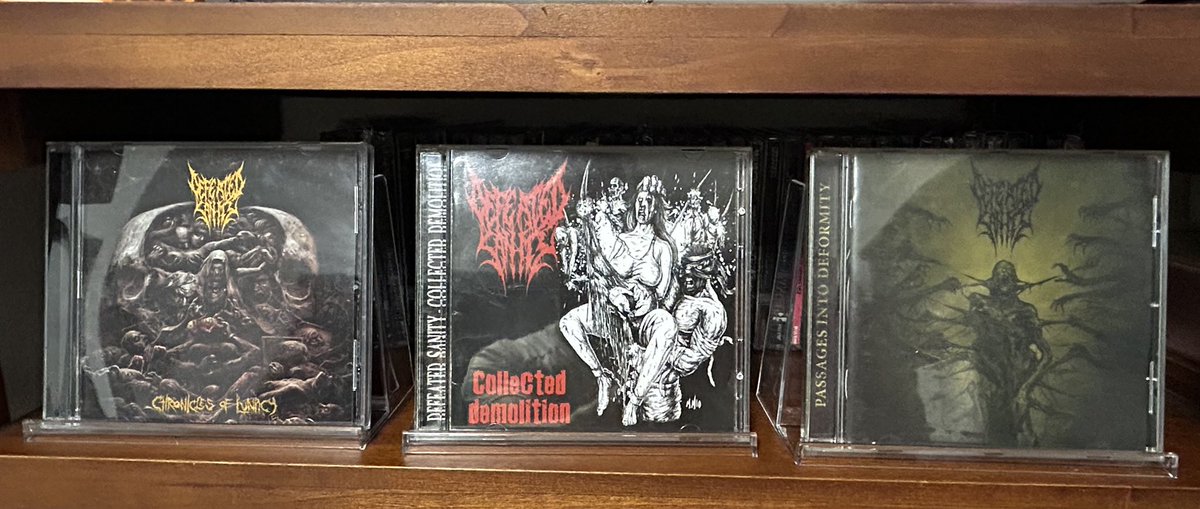 DEFEATED
SANITY
CHRONICLES OF LUNACY
DEFEATED SANITY · COLLECTED DEMOLITION
DEFEATED
SANITY
ColleCted
demolition
PASSAGES INTO DEFORMITY
DEFEATED
SANITY